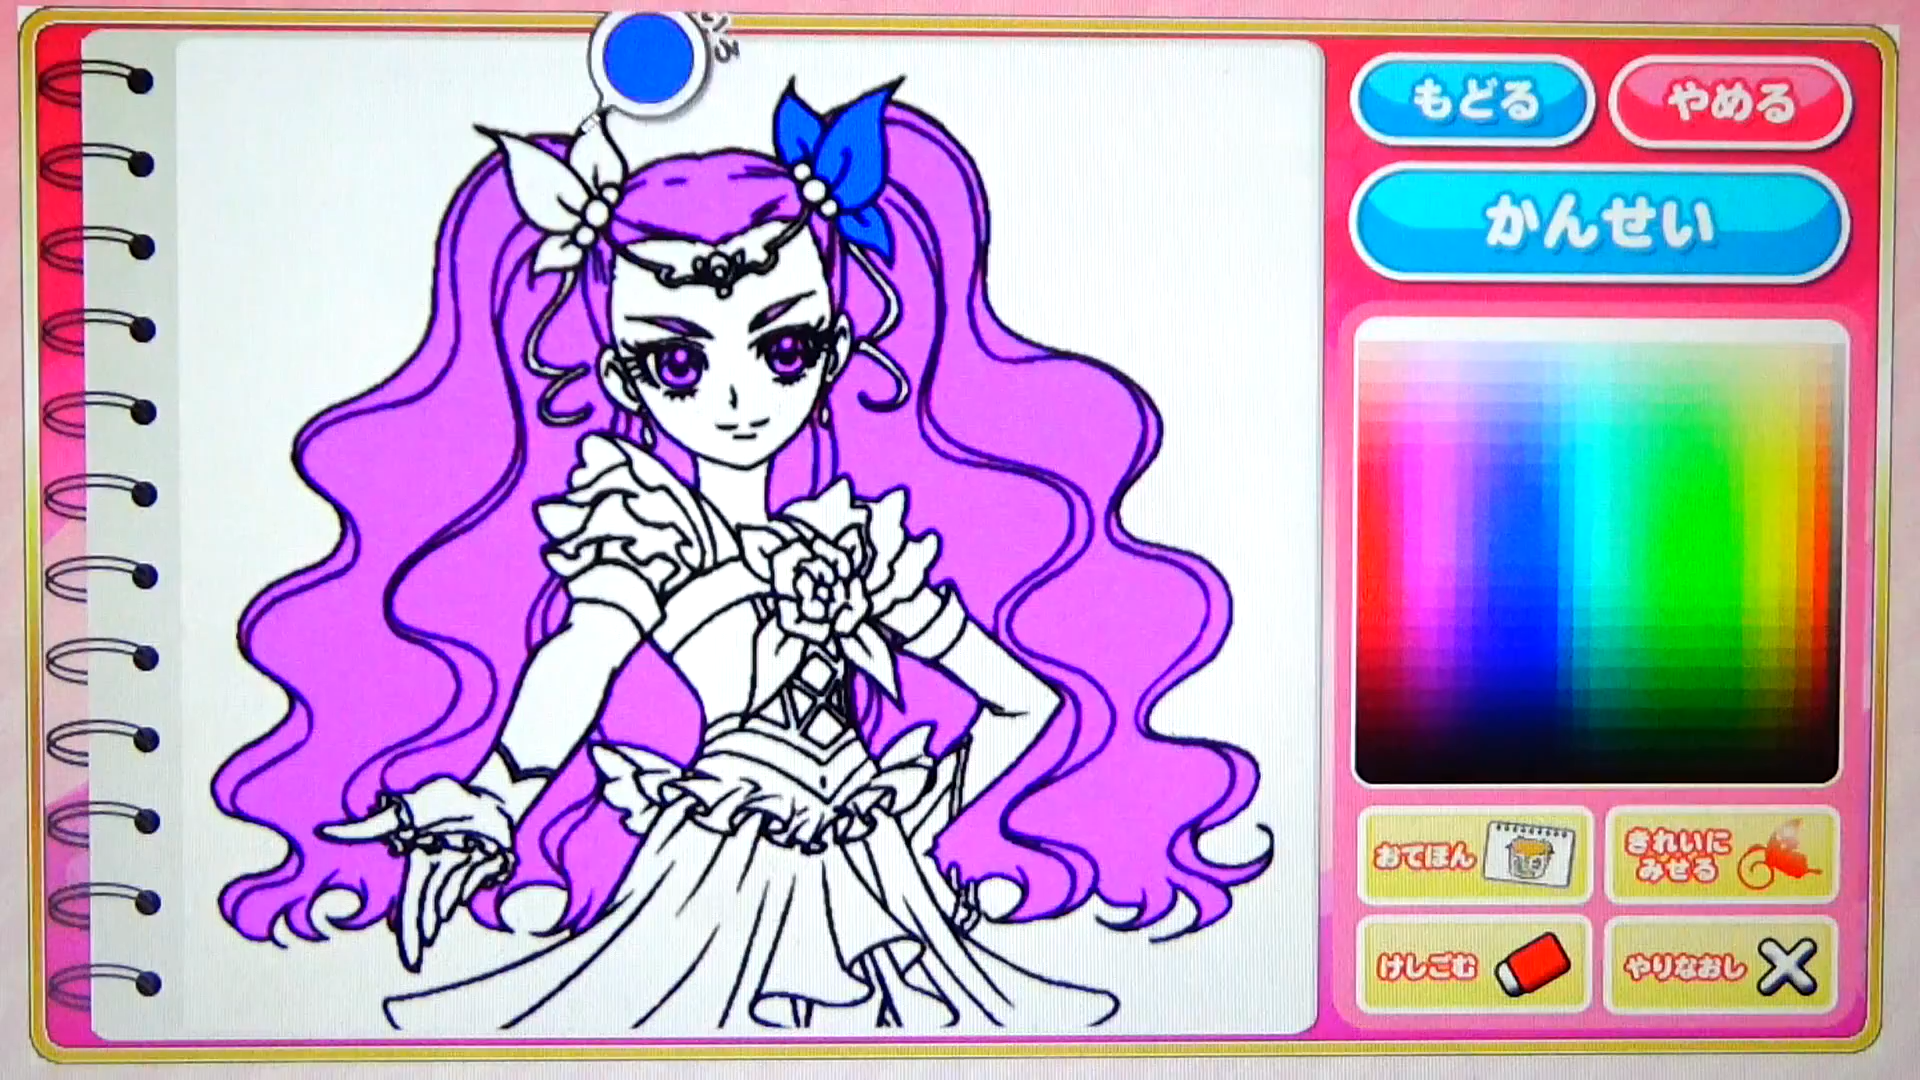 もどる
やめる
かんせい
おてほん
きれいに
みせる
けしごむ
やりなおし